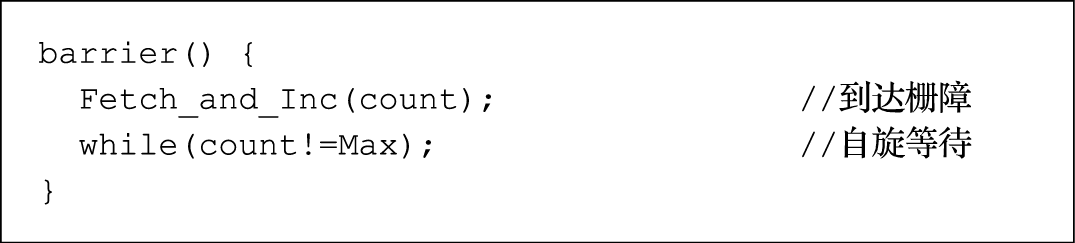 barrier() {
  Fetch_and_Inc(count);                //到达栅障
  while(count!=Max);                   //自旋等待
}